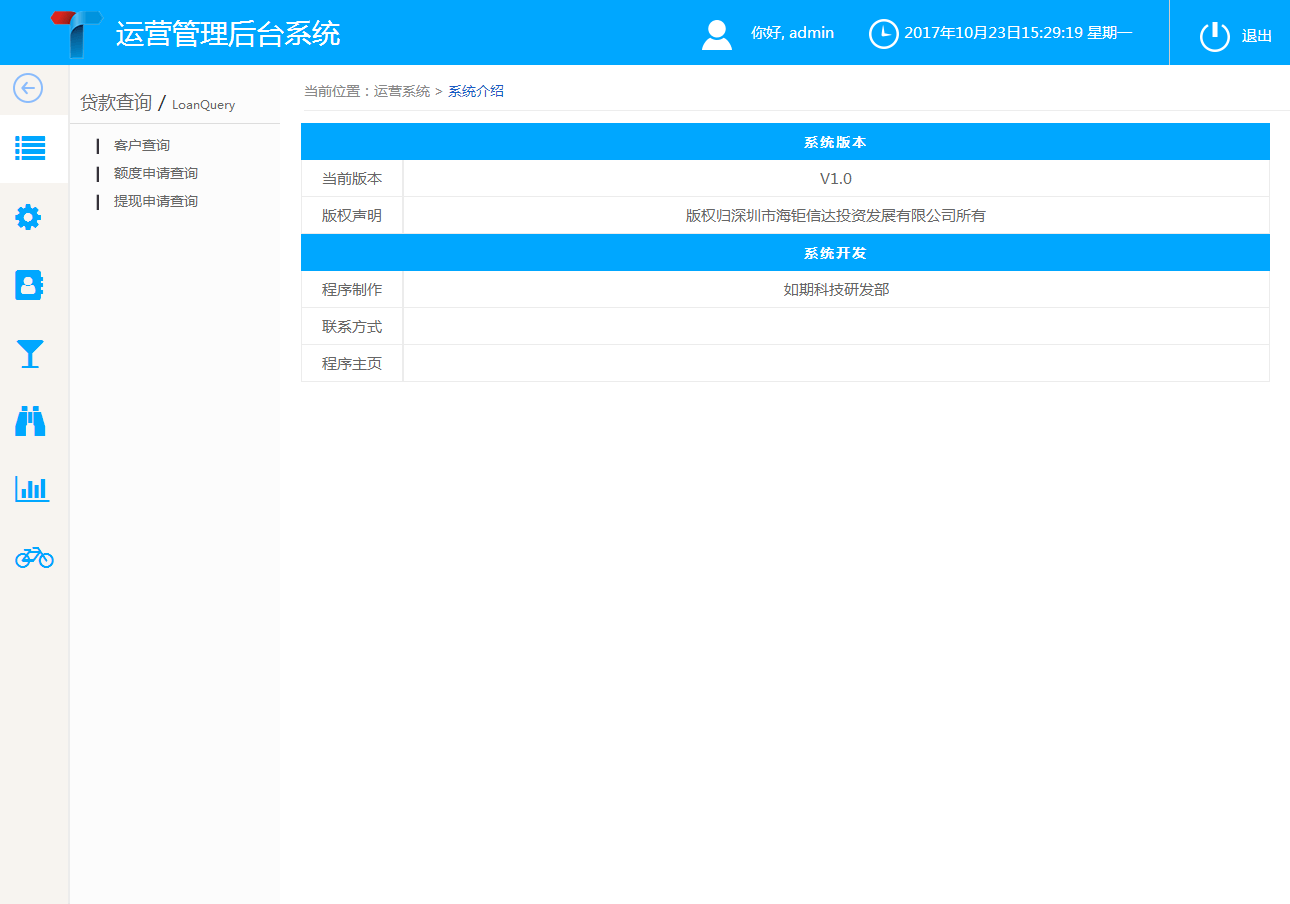 运营管理后台系统
你好, admin
2017年10月23日15:29:19 星期一
退出
贷款查询 / LoanQuery
客户查询
额度申请查询
提现申请查询
当前位置：运营系统 > 系统介绍
系统版本
当前版本 V1.0
版权声明 版权归深圳市海钜信达投资发展有限公司所有
系统开发
程序制作 如期科技研发部
联系方式
程序主页